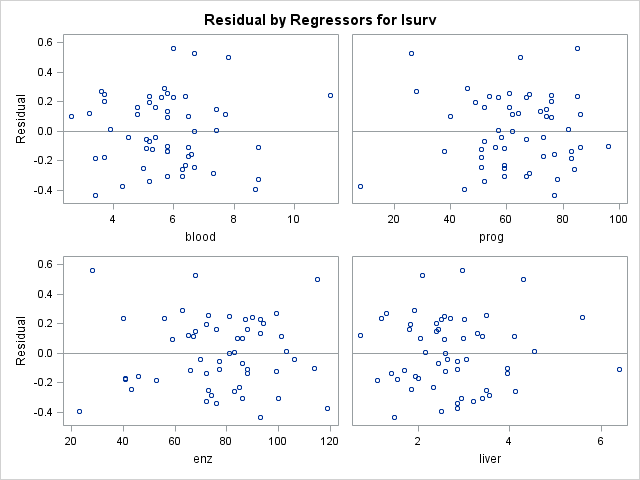 Residual by Regressors for lsurv
Residual
0.6
0.4
0.2
0.0
-0.2
-0.4
4 6 8 10
blood
20 40 60 80 100
prog
Residual
0.6
0.4
0.2
0.0
-0.2
-0.4
20 40 60 80 100 120
enz
2 4 6
liver